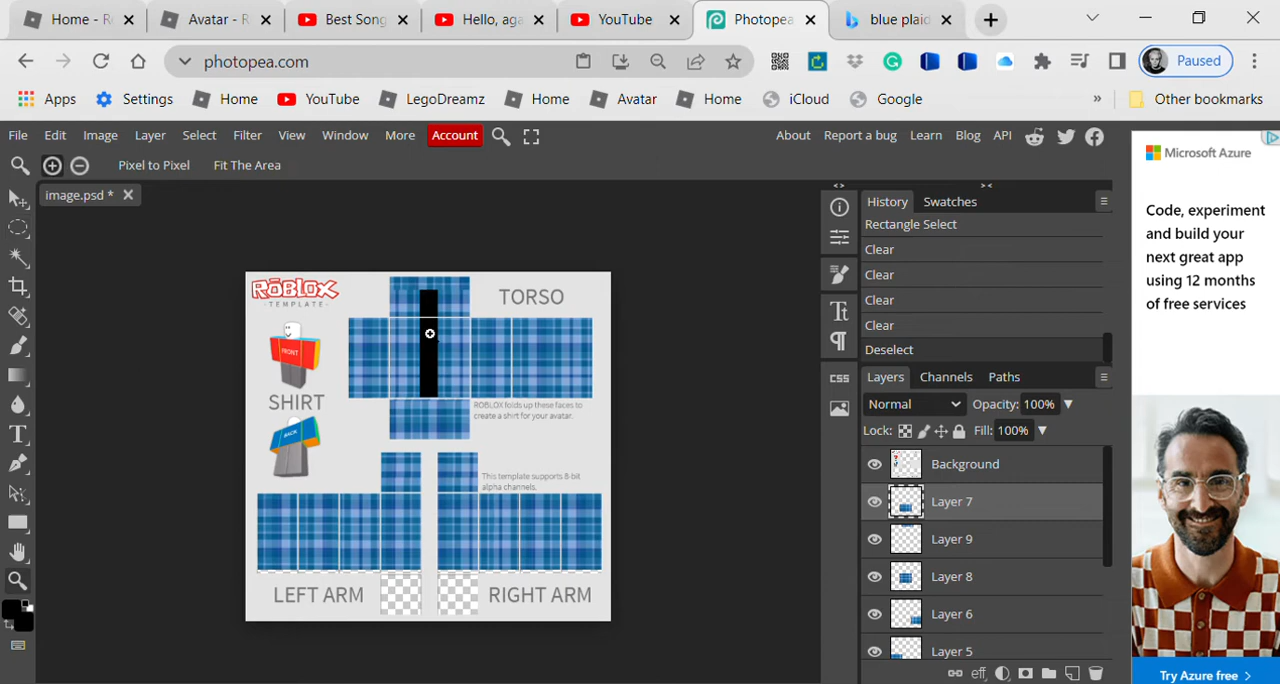 Home - R
Avatar - R
Best Song
Hello, aga
YouTube
Photopea
blue plaid
photopea.com
Paused
Apps
Settings
Home
YouTube
LegoDreamz
Home
Avatar
Home
iCloud
Google
»
Other bookmarks
File Edit Image Layer Select Filter View Window More Account
About Report a bug Learn Blog API
Pixel to Pixel Fit The Area
image.psd *
ROBLOX
- TEMPLATE -
TORSO
FRONT
SHIRT
BACK
ROBLOX folds up these faces to
create a shirt for your avatar.
This template supports 8-bit
alpha channels.
LEFT ARM
RIGHT ARM
CSS
History Swatches
Rectangle Select
Clear
Clear
Clear
Clear
Deselect
Layers Channels Paths
Normal Opacity: 100%
Lock: Fill: 100%
Background
Layer 7
Layer 9
Layer 8
Layer 6
Layer 5
eff
Microsoft Azure
Code, experiment
and build your
next great app
using 12 months
of free services
Try Azure free >